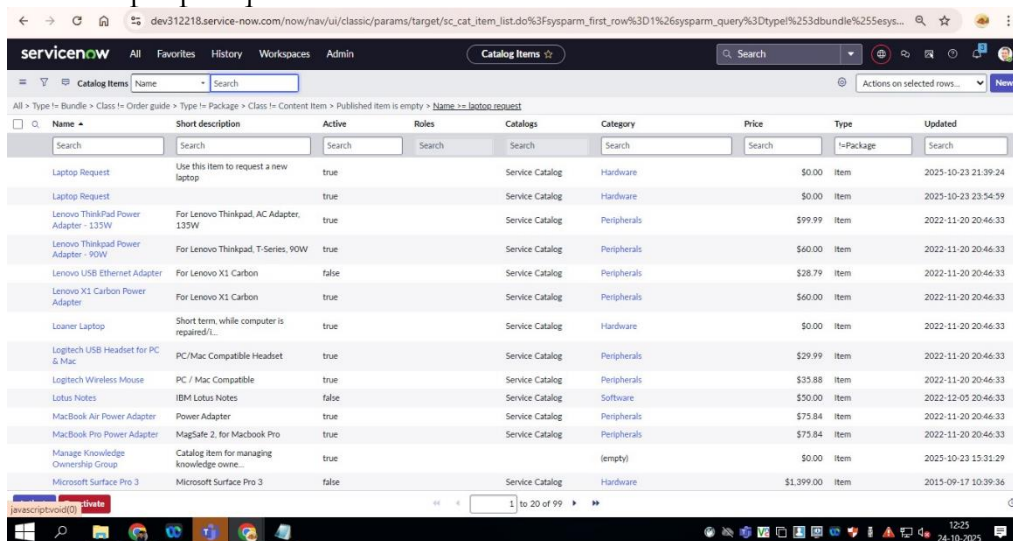 dev312218.service-now.com/now/nav/ui/classic/params/target/sc_cat_item_list.do%3Fsysparm_first_row%3D1%26sysparm_query%3Dtypel%253dbundle%255esys...
servicenow All Favorites History Workspaces Admin Catalog Items Search
Catalog Items Name Search Actions on selected rows... New
All > Type != Bundle > Class != Order guide > Type != Package > Class != Content Item > Published item is empty > Name >= laptop request
Name Short description Active Roles Catalogs Category Price Type Updated
Search Search Search Search Search Search Search !=Package Search
Laptop Request Use this item to request a new laptop true Service Catalog Hardware $0.00 Item 2025-10-23 21:39:24
Laptop Request true Service Catalog Hardware $0.00 Item 2025-10-23 23:54:59
Lenovo ThinkPad Power Adapter - 135W For Lenovo Thinkpad, AC Adapter, 135W true Service Catalog Peripherals $99.99 Item 2022-11-20 20:46:33
Lenovo Thinkpad Power Adapter - 90W For Lenovo Thinkpad, T-Series, 90W true Service Catalog Peripherals $60.00 Item 2022-11-20 20:46:33
Lenovo USB Ethernet Adapter For Lenovo X1 Carbon false Service Catalog Peripherals $28.79 Item 2022-11-20 20:46:33
Lenovo X1 Carbon Power Adapter For Lenovo X1 Carbon true Service Catalog Peripherals $60.00 Item 2022-11-20 20:46:33
Loaner Laptop Short term, while computer is repaired/i... true Service Catalog Hardware $0.00 Item 2022-11-20 20:46:33
Logitech USB Headset for PC & Mac PC/Mac Compatible Headset true Service Catalog Peripherals $29.99 Item 2022-11-20 20:46:33
Logitech Wireless Mouse PC / Mac Compatible true Service Catalog Peripherals $35.88 Item 2022-11-20 20:46:33
Lotus Notes IBM Lotus Notes false Service Catalog Software $50.00 Item 2022-12-05 20:46:33
MacBook Air Power Adapter Power Adapter true Service Catalog Peripherals $75.84 Item 2022-11-20 20:46:33
MacBook Pro Power Adapter MagSafe 2, for Macbook Pro true Service Catalog Peripherals $75.84 Item 2022-11-20 20:46:33
Manage Knowledge Ownership Group Catalog item for managing knowledge owne... true (empty) $0.00 Item 2025-10-23 15:31:29
Microsoft Surface Pro 3 Microsoft Surface Pro 3 false Service Catalog Hardware $1,399.00 Item 2015-09-17 10:39:36
javascript:void(0) 1 to 20 of 99
12:25
24-10-2025